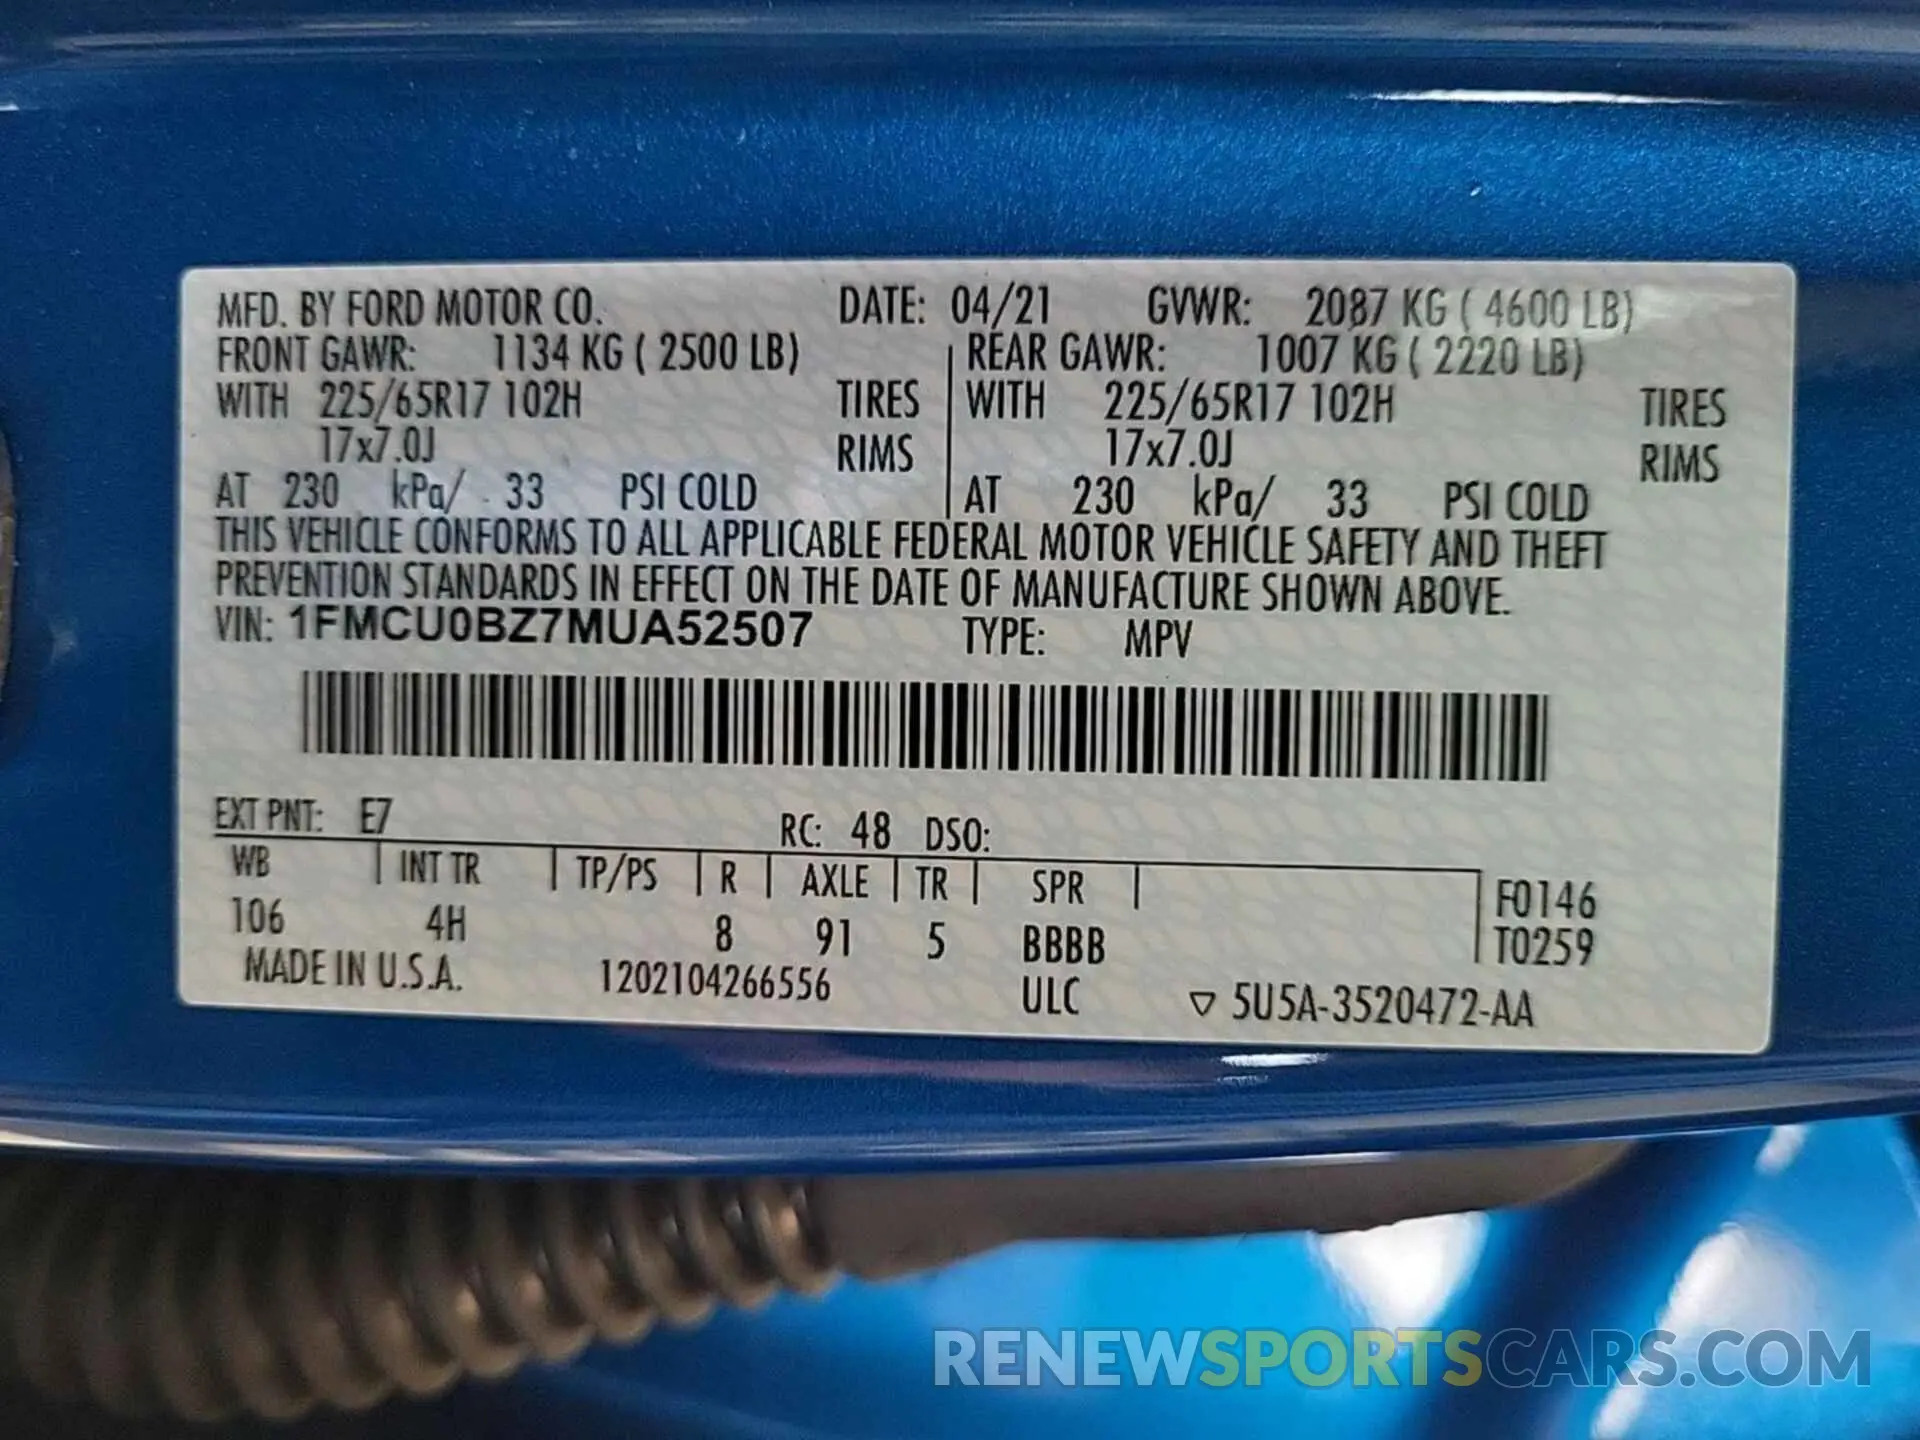 MFD. BY FORD MOTOR CO. DATE: 04/21 GVWR: 2087 KG ( 4600 LB)
FRONT GAWR: 1134 KG ( 2500 LB) REAR GAWR: 1007 KG ( 2220 LB)
WITH 225/65R17 102H TIRES WITH 225/65R17 102H TIRES
17x7.0J RIMS 17x7.0J RIMS
AT 230 kPa/ 33 PSI COLD AT 230 kPa/ 33 PSI COLD
THIS VEHICLE CONFORMS TO ALL APPLICABLE FEDERAL MOTOR VEHICLE SAFETY AND THEFT
PREVENTION STANDARDS IN EFFECT ON THE DATE OF MANUFACTURE SHOWN ABOVE.
VIN: 1FMCU0BZ7MUA52507 TYPE: MPV
EXT PNT: E7 RC: 48 DSO:
WB INT TR TP/PS R AXLE TR SPR F0146
106 4H 8 91 5 BBBB T0259
MADE IN U.S.A. 1202104266556 ULC ▽ 5U5A-3520472-AA
RENEWSPORTSCARS.COM